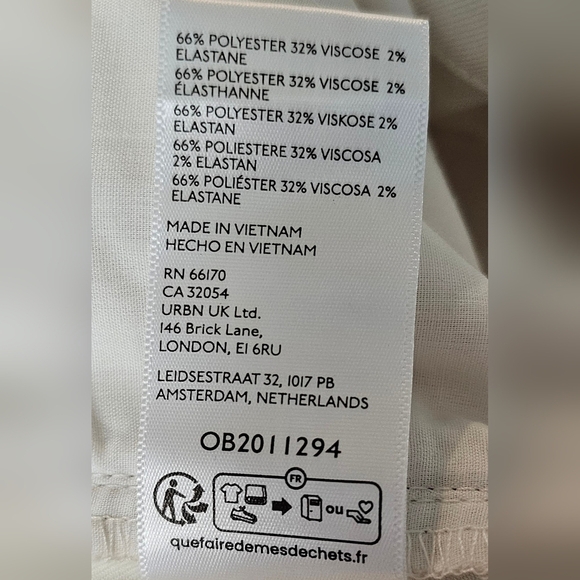 66% POLYESTER 32% VISCOSE 2%
ELASTANE
66% POLYESTER 32% VISCOSE 2%
ÉLASTHANNE
66% POLYESTER 32% VISKOSE 2%
ELASTAN
66% POLIESTERE 32% VISCOSA
2% ELASTAN
66% POLIÉSTER 32% VISCOSA 2%
ELASTANE
MADE IN VIETNAM
HECHO EN VIETNAM
RN 66170
CA 32054
URBN UK Ltd.
146 Brick Lane,
LONDON, E1 6RU
LEIDSESTRAAT 32, 1017 PB
AMSTERDAM, NETHERLANDS
OB2011294
FR
ou
quefairedemesdechets.fr